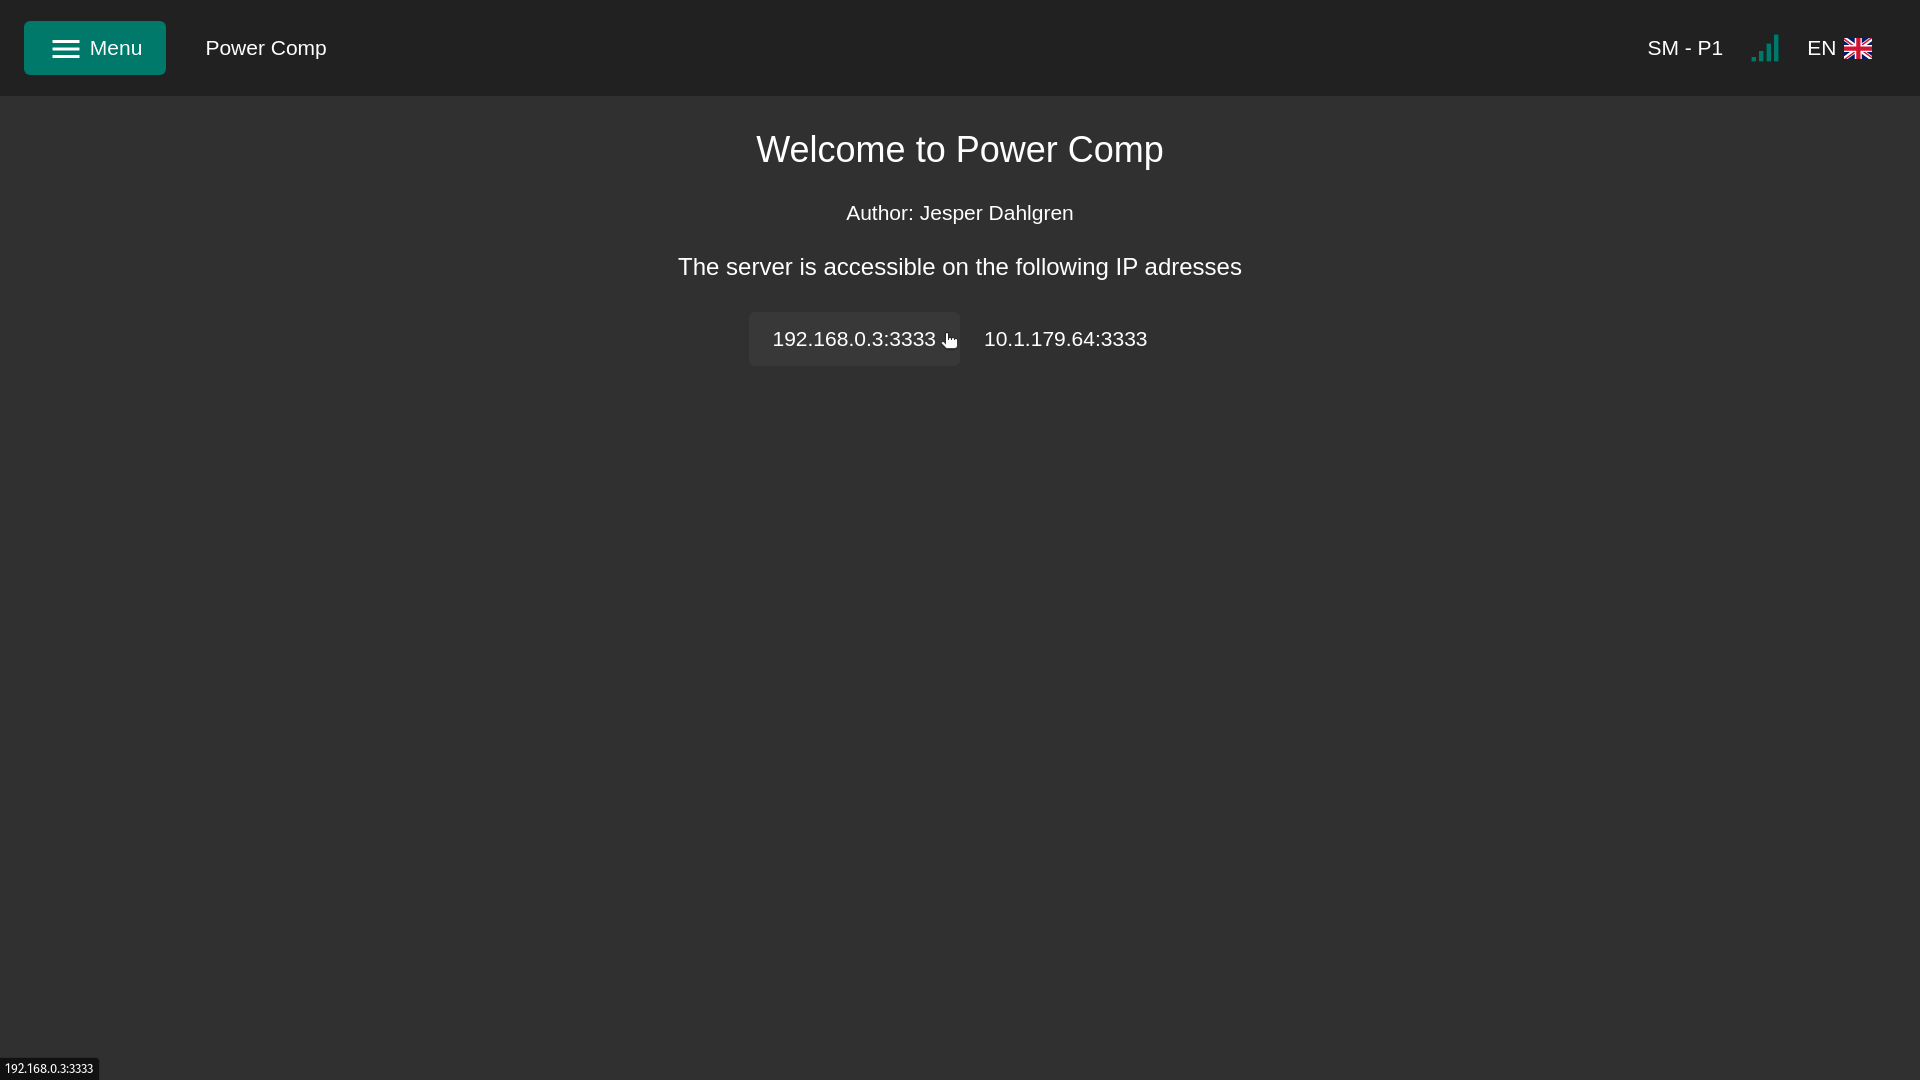 Menu
Power Comp
SM - P1
EN
Welcome to Power Comp
Author: Jesper Dahlgren
The server is accessible on the following IP adresses
192.168.0.3:3333
10.1.179.64:3333
192.168.0.3:3333